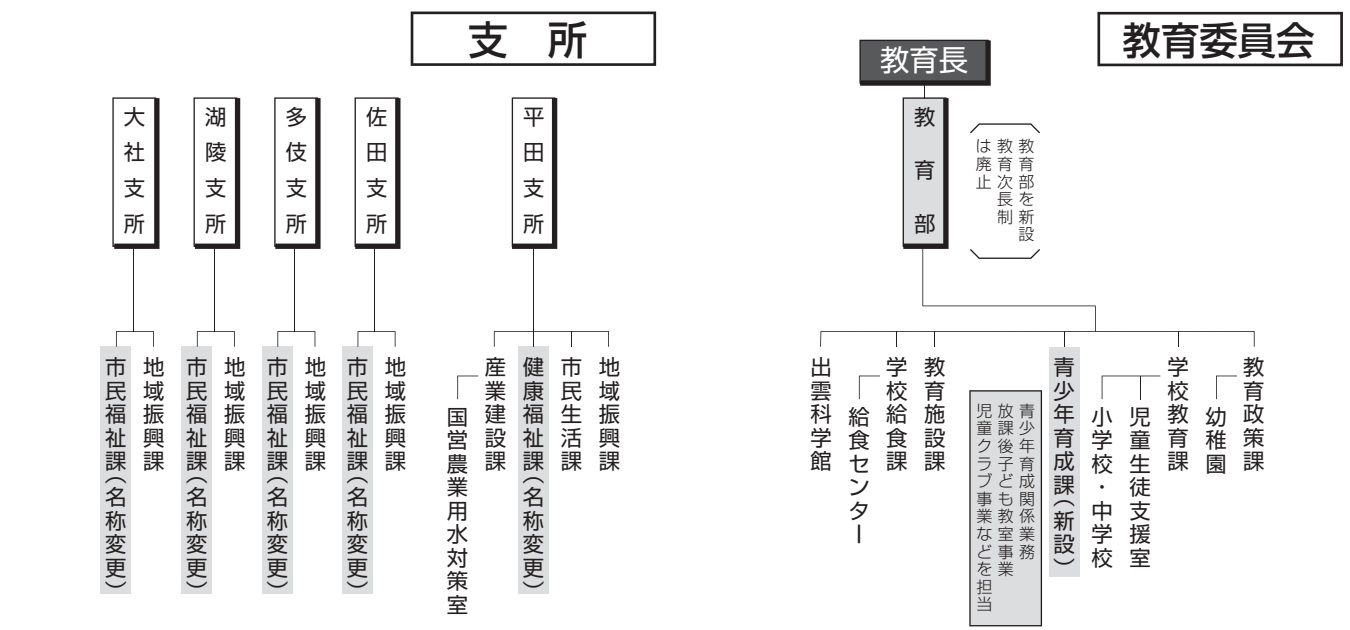 教育委員会
教育長
教育部
教育部を新設
教育次長制
は廃止
教育政策課
幼稚園
学校教育課
児童生徒支援室
小学校・中学校
青少年育成課(新設)
青少年育成関係業務
放課後子ども教室事業
児童クラブ事業などを担当
教育施設課
学校給食課
給食センター
出雲科学館
支所
平田支所
地域振興課
市民生活課
健康福祉課(名称変更)
産業建設課
国営農業用水対策室
佐田支所
地域振興課
市民福祉課(名称変更)
多伎支所
地域振興課
市民福祉課(名称変更)
湖陵支所
地域振興課
市民福祉課(名称変更)
大社支所
地域振興課
市民福祉課(名称変更)